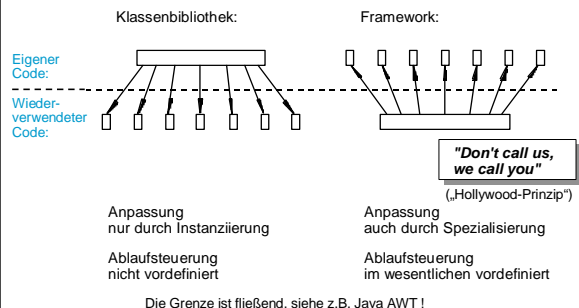 Klassenbibliothek:
Framework:
Eigener
Code:
Wieder-
verwendeter
Code:
"Don't call us,
we call you"
(„Hollywood-Prinzip“)
Anpassung
nur durch Instanziierung
Ablaufsteuerung
nicht vordefiniert
Anpassung
auch durch Spezialisierung
Ablaufsteuerung
im wesentlichen vordefiniert
Die Grenze ist fließend, siehe z.B. Java AWT !